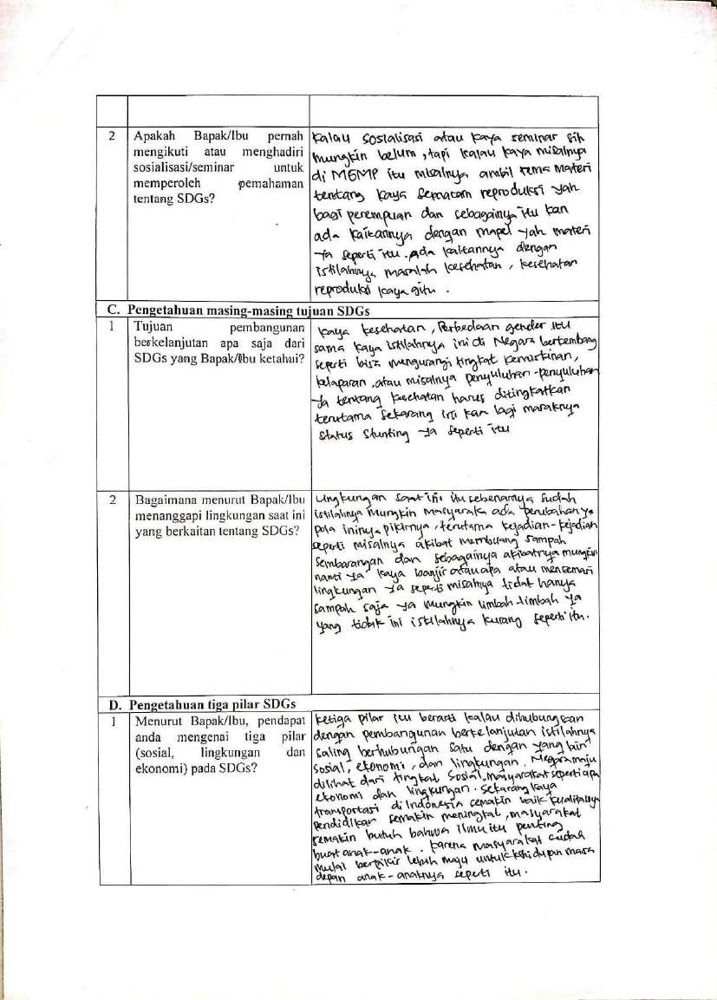 2 Apakah Bapak/Ibu pernah
mengikuti atau menghadiri
sosialisasi/seminar untuk
memperoleh pemahaman
tentang SDGs?
kalau sosialisasi atau kaya seminar sih
mungkin belum, tapi kalau kaya misalnya
di MGMP itu misalnya ambil tema materi
tentang kaya semacam reproduksi yah
bagi perempuan dan sebagainya itu kan
ada kaitannya dengan mapel yah materi
ya seperti itu. Ada kaitannya dengan
istilahnya masalah kesehatan, kesehatan
reproduksi kaya gitu.
C. Pengetahuan masing-masing tujuan SDGs
1 Tujuan pembangunan
berkelanjutan apa saja dari
SDGs yang Bapak/Ibu ketahui?
kaya kesehatan, Perbedaan gender itu
sama kaya istilahnya ini di Negara bertembang
seperti bisa mengurangi tingkat kemiskinan,
kelaparan, atau misalnya penyuluhan-penyuluhan
ya tentang kesehatan harus ditingkatkan
terutama sekarang ini kan lagi maraknya
status stunting ya seperti itu
2 Bagaimana menurut Bapak/Ibu
menanggapi lingkungan saat ini
yang berkaitan tentang SDGs?
Lingkungan saat ini itu sebenarnya sudah
istilahnya mungkin masyaraka ada perubahan ya
pola ininya pikirnya, terutama kejadian-kejadian
seperti misalnya akibat membuang sampah
sembarangan dan sebagainya akibatnya mungkin
nanti ya kaya banjir atau apa atau mencemari
lingkungan ya seperti misalnya tidak hanya
sampah saja ya mungkin limbah-limbah ya
yang tidak ini istilahnya kurang seperti itu.
D. Pengetahuan tiga pilar SDGs
1 Menurut Bapak/Ibu, pendapat
anda mengenai tiga pilar
(sosial, lingkungan dan
ekonomi) pada SDGs?
ketiga pilar itu berarti kalau dihubungkan
dengan pembangunan berkelanjutan istilahnya
saling berhubungan satu dengan yang lain
sosial, ekonomi, dan lingkungan. Negara maju
dilihat dari tingkat sosial, masyarakat seperti apa
ekonomi dan lingkungan. Sekarang kaya
transportasi di Indonesia semakin baik kualitasnya
pendidikan semakin meningkat, masyarakat
semakin butuh bahwa ilmu itu penting
buat anak-anak. karena masyarakat sudah
mulai berpikir lebih maju untuk kehidupan masa
depan anak-anaknya seperti itu.